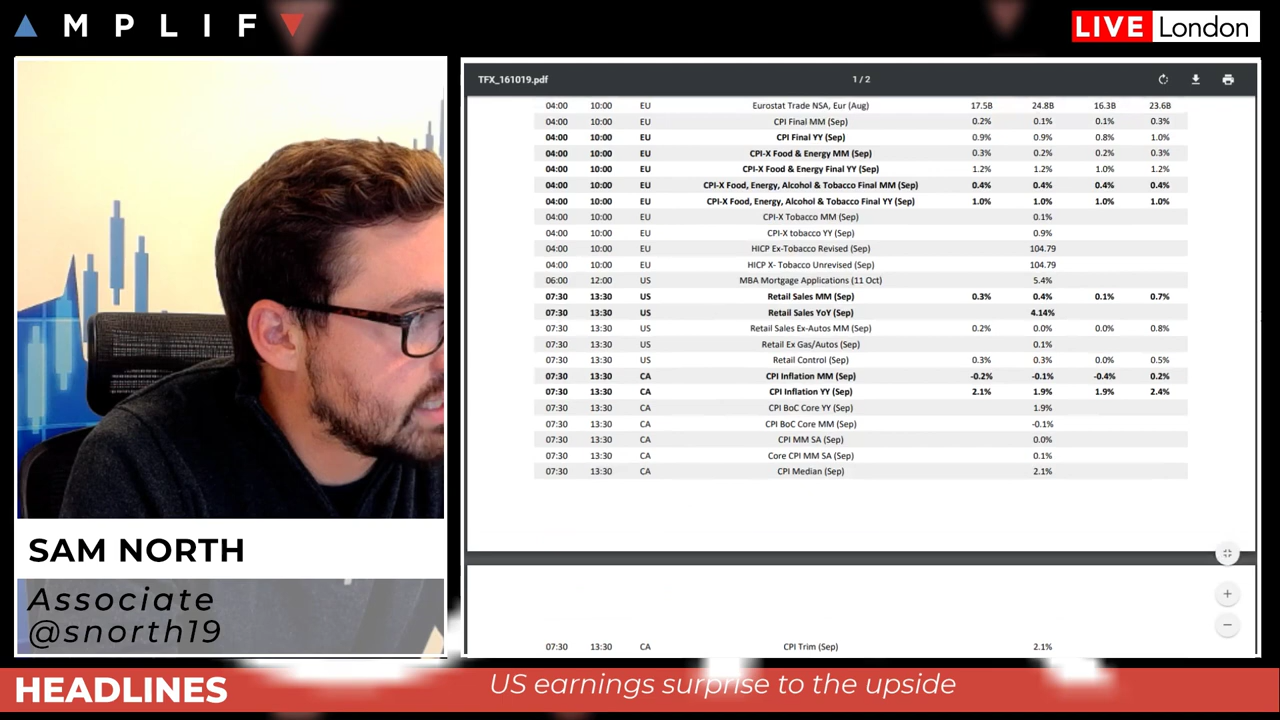 AMPLIFY
LIVE London
TFX_161019.pdf 1 / 2
04:00 10:00 EU Eurostat Trade NSA, Eur (Aug) 17.5B 24.8B 16.3B 23.6B
04:00 10:00 EU CPI Final MM (Sep) 0.2% 0.1% 0.1% 0.3%
04:00 10:00 EU CPI Final YY (Sep) 0.9% 0.9% 0.8% 1.0%
04:00 10:00 EU CPI-X Food & Energy MM (Sep) 0.3% 0.2% 0.2% 0.3%
04:00 10:00 EU CPI-X Food & Energy Final YY (Sep) 1.2% 1.2% 1.0% 1.2%
04:00 10:00 EU CPI-X Food, Energy, Alcohol & Tobacco Final MM (Sep) 0.4% 0.4% 0.4% 0.4%
04:00 10:00 EU CPI-X Food, Energy, Alcohol & Tobacco Final YY (Sep) 1.0% 1.0% 1.0% 1.0%
04:00 10:00 EU CPI-X Tobacco MM (Sep) 0.1%
04:00 10:00 EU CPI-X tobacco YY (Sep) 0.9%
04:00 10:00 EU HICP Ex-Tobacco Revised (Sep) 104.79
04:00 10:00 EU HICP X- Tobacco Unrevised (Sep) 104.79
06:00 12:00 US MBA Mortgage Applications (11 Oct) 5.4%
07:30 13:30 US Retail Sales MM (Sep) 0.3% 0.4% 0.1% 0.7%
07:30 13:30 US Retail Sales YoY (Sep) 4.14%
07:30 13:30 US Retail Sales Ex-Autos MM (Sep) 0.2% 0.0% 0.0% 0.8%
07:30 13:30 US Retail Ex Gas/Autos (Sep) 0.1%
07:30 13:30 US Retail Control (Sep) 0.3% 0.3% 0.0% 0.5%
07:30 13:30 CA CPI Inflation MM (Sep) -0.2% -0.1% -0.4% 0.2%
07:30 13:30 CA CPI Inflation YY (Sep) 2.1% 1.9% 1.9% 2.4%
07:30 13:30 CA CPI BoC Core YY (Sep) 1.9%
07:30 13:30 CA CPI BoC Core MM (Sep) -0.1%
07:30 13:30 CA CPI MM SA (Sep) 0.0%
07:30 13:30 CA Core CPI MM SA (Sep) 0.1%
07:30 13:30 CA CPI Median (Sep) 2.1%
07:30 13:30 CA CPI Trim (Sep) 2.1%
SAM NORTH
Associate
@snorth19
HEADLINES US earnings surprise to the upside